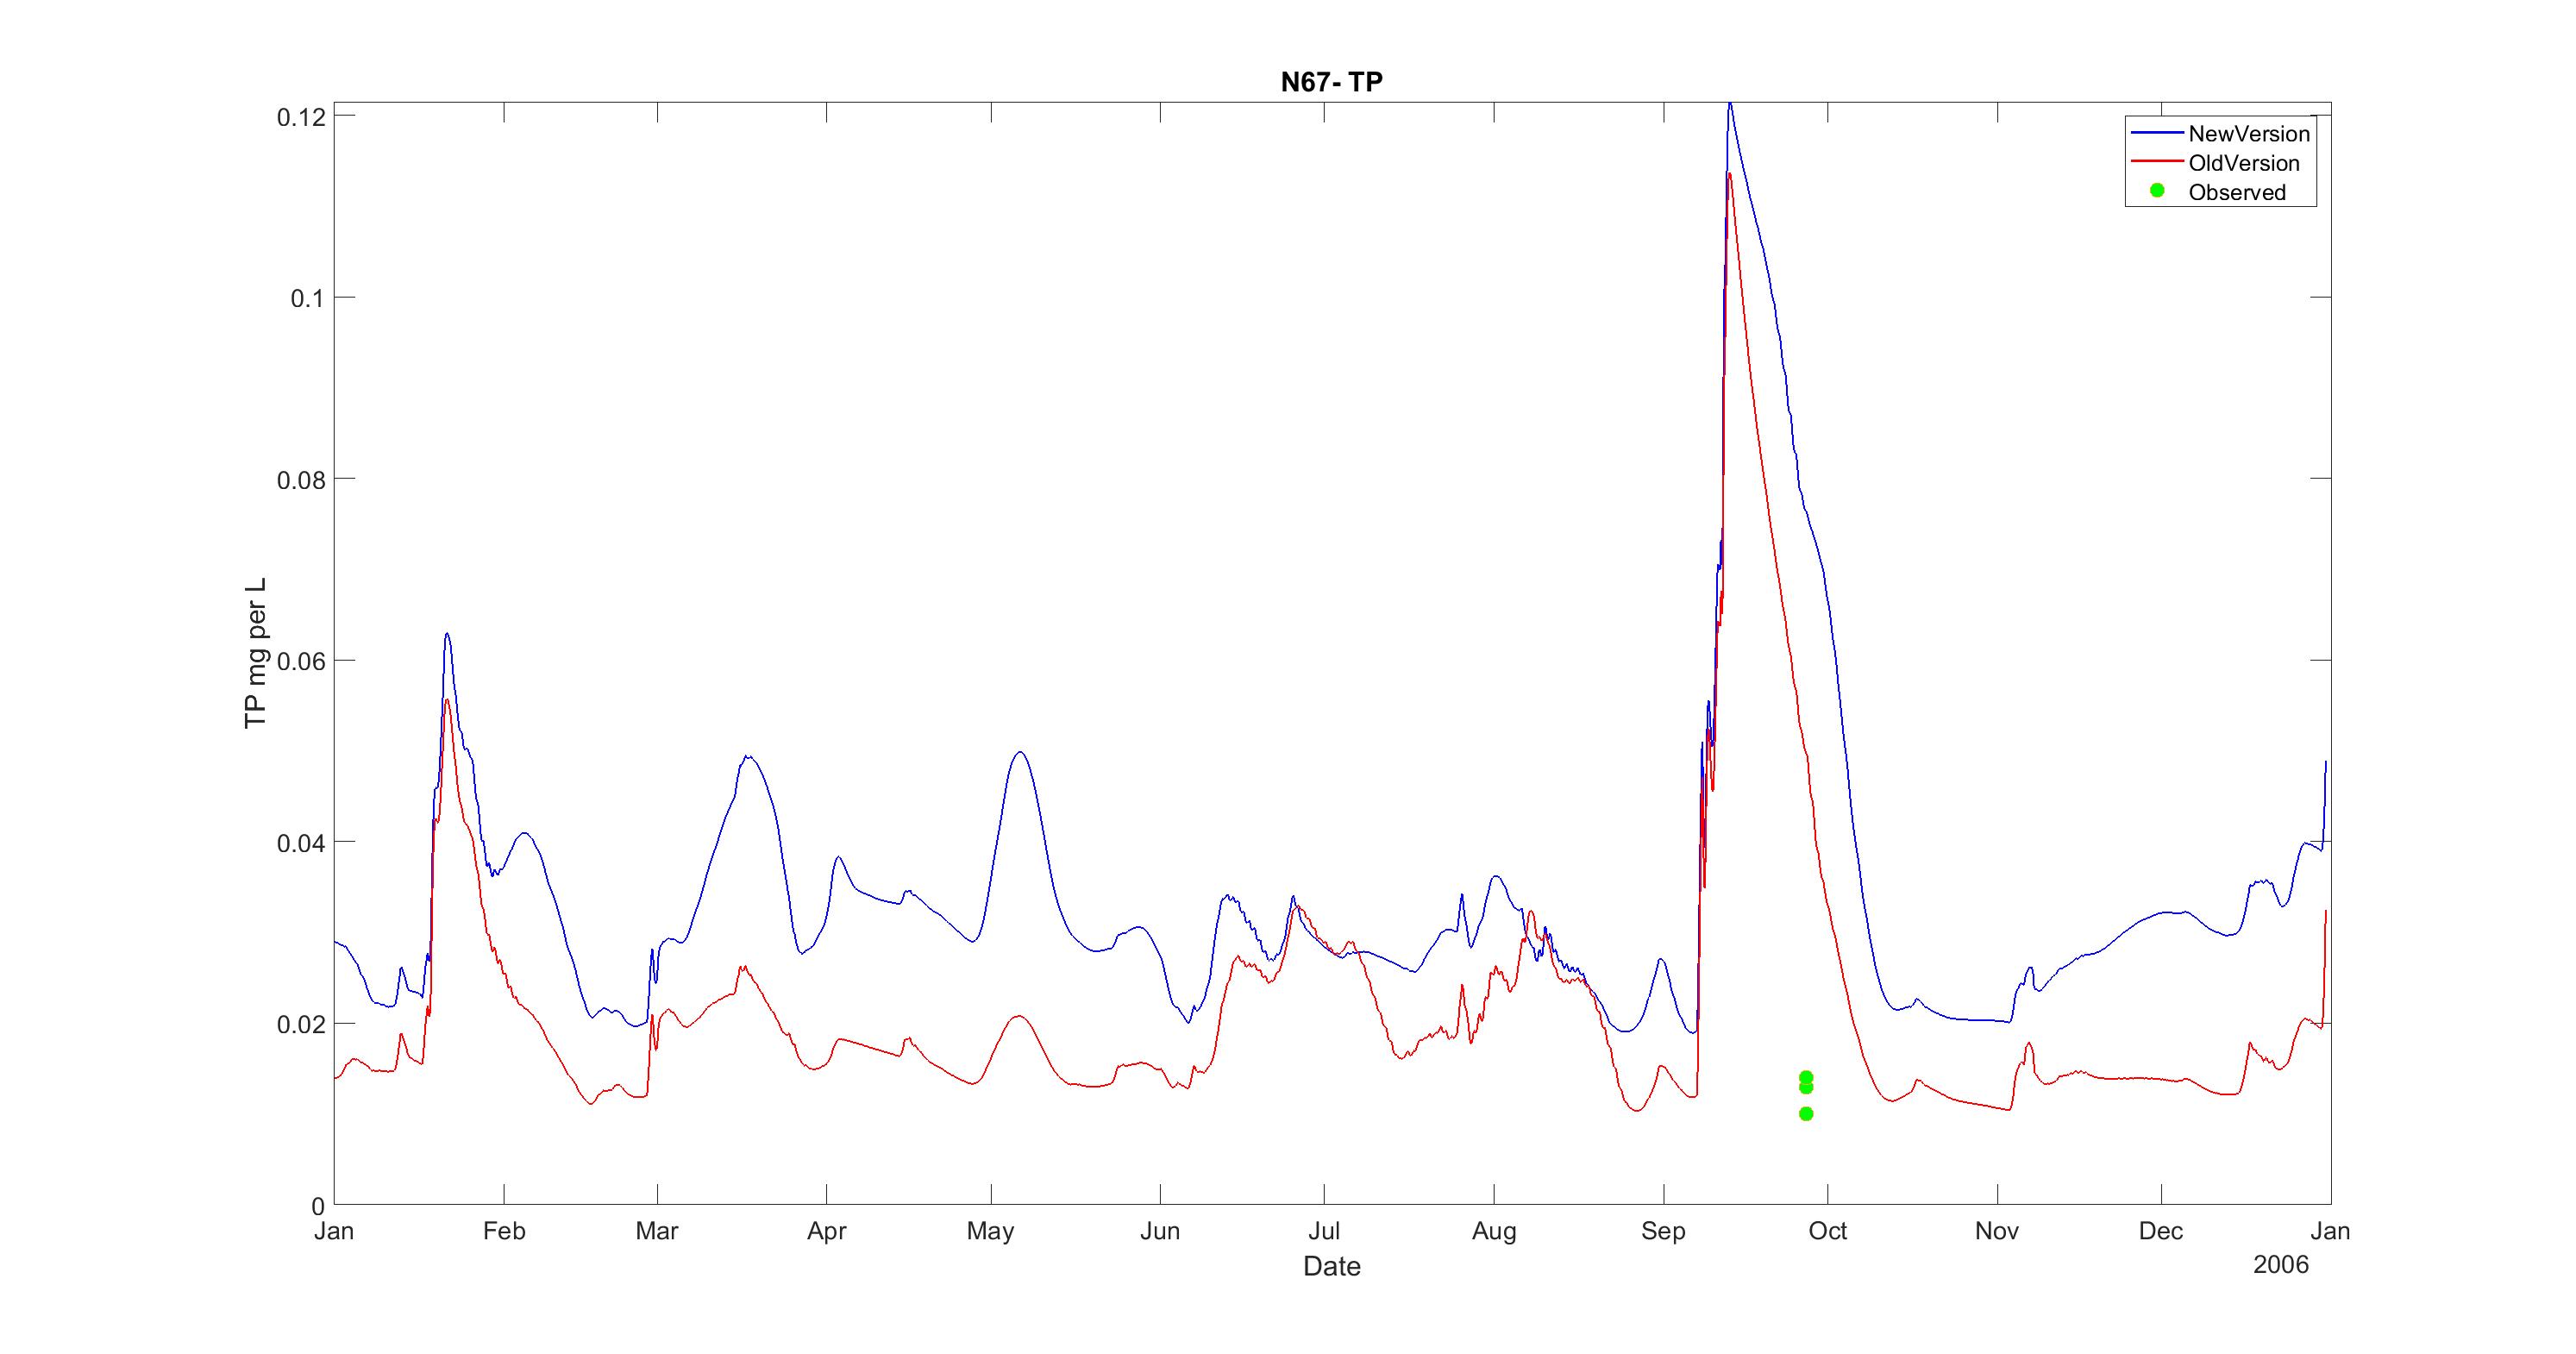 N67- TP
0.12
0.1
0.08
0.06
0.04
0.02
0
TP mg per L
NewVersion
OldVersion
Observed
Jan Feb Mar Apr May Jun Jul Aug Sep Oct Nov Dec Jan
Date
2006